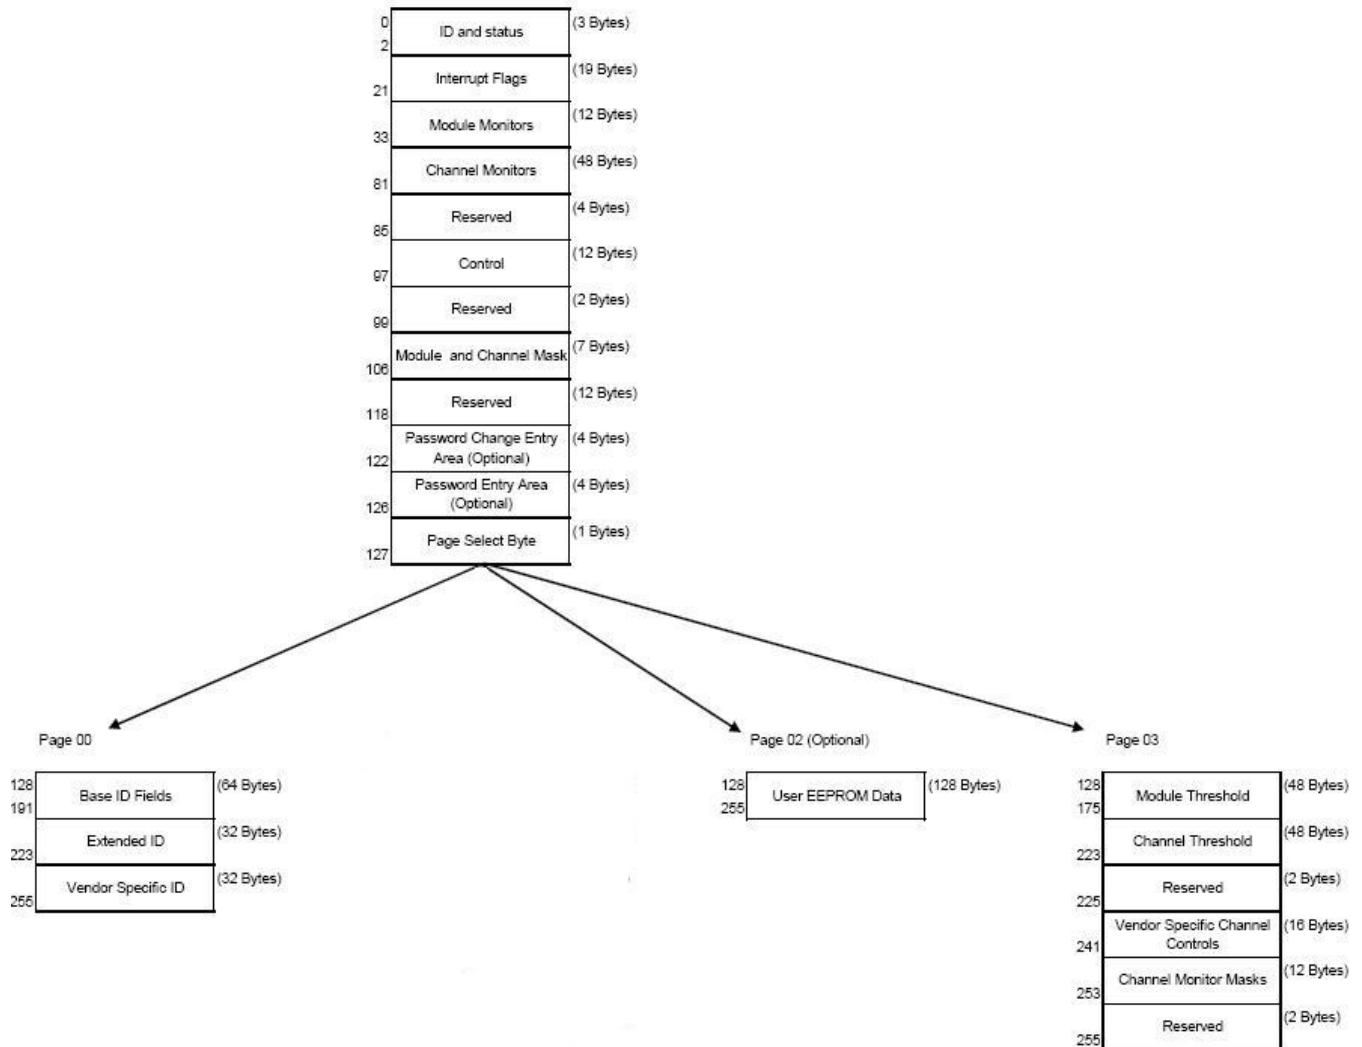 0
ID and status
(3 Bytes)
2
Interrupt Flags
(19 Bytes)
21
Module Monitors
(12 Bytes)
33
Channel Monitors
(48 Bytes)
81
Reserved
(4 Bytes)
85
Control
(12 Bytes)
97
Reserved
(2 Bytes)
99
Module and Channel Mask
(7 Bytes)
106
Reserved
(12 Bytes)
118
Password Change Entry
Area (Optional)
(4 Bytes)
122
Password Entry Area
(Optional)
(4 Bytes)
126
Page Select Byte
(1 Bytes)
127
Page 00
128
Base ID Fields
(64 Bytes)
191
Extended ID
(32 Bytes)
223
Vendor Specific ID
(32 Bytes)
255
Page 02 (Optional)
128
User EEPROM Data
(128 Bytes)
255
Page 03
128
Module Threshold
(48 Bytes)
175
Channel Threshold
(48 Bytes)
223
Reserved
(2 Bytes)
225
Vendor Specific Channel
Controls
(16 Bytes)
241
Channel Monitor Masks
(12 Bytes)
253
Reserved
(2 Bytes)
255